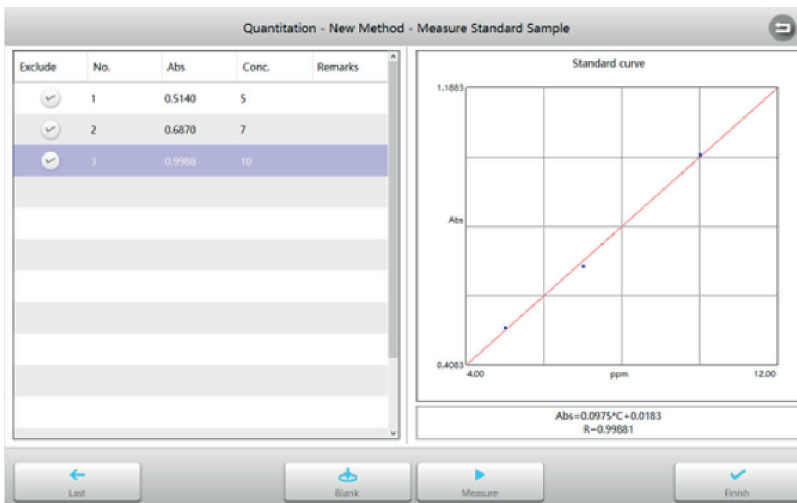 Quantitation - New Method - Measure Standard Sample
Exclude No. Abs Conc. Remarks
1 0.5140 5
2 0.6870 7
3 0.9968 10
Standard curve
1.1883
Abs
0.4083
4.00 ppm 12.00
Abs=0.0975*C+0.0183
R=0.99881
Last
Blank
Measure
Finish